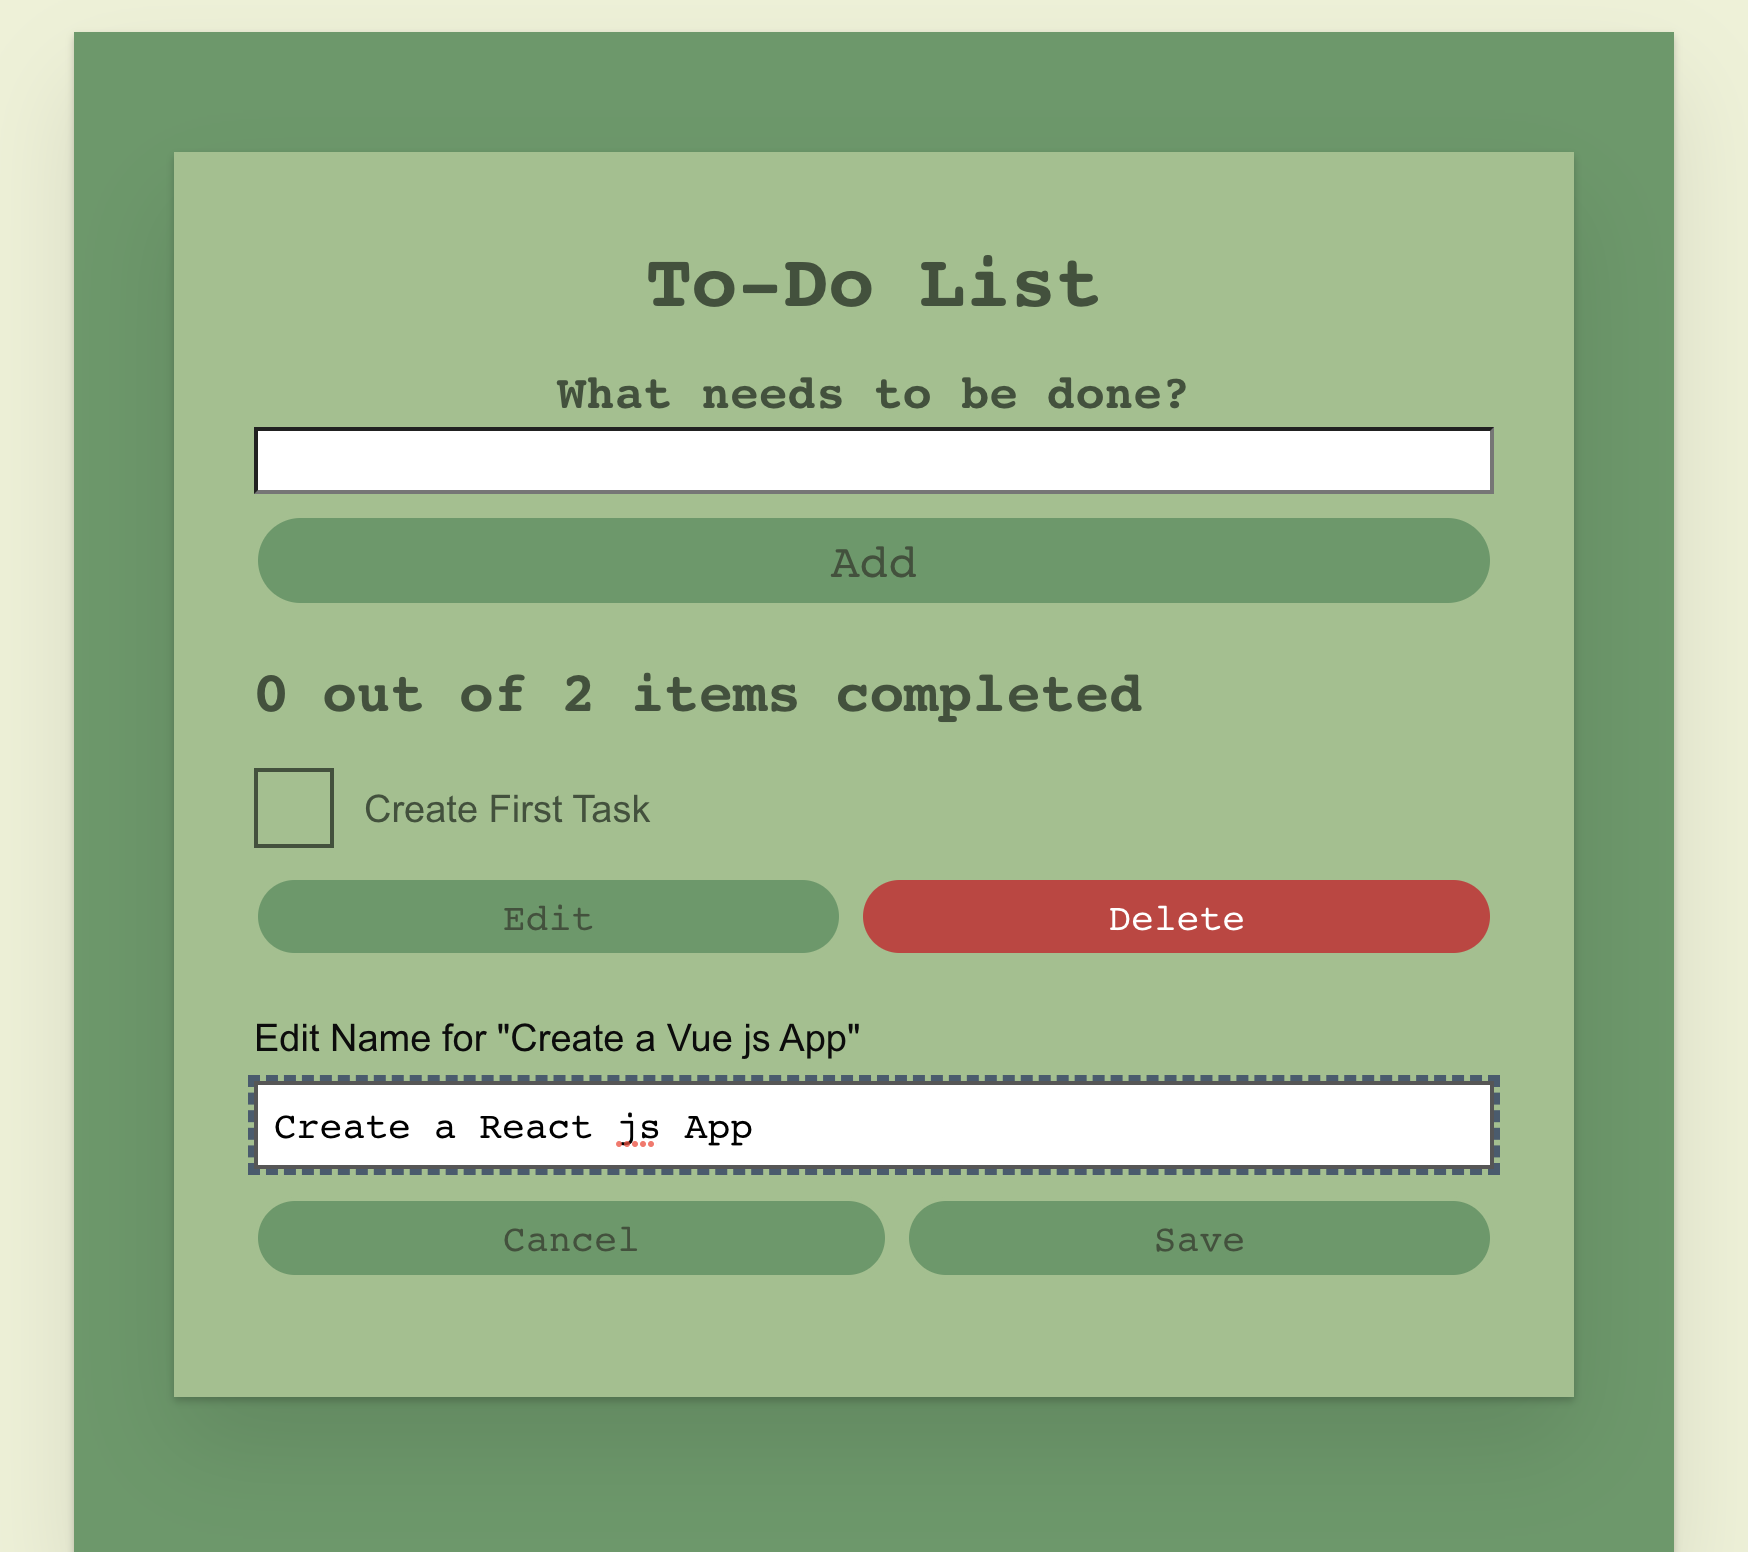 To-Do List
What needs to be done?
Add
0 out of 2 items completed
Create First Task
Edit
Delete
Edit Name for "Create a Vue js App"
Create a React js App
Cancel
Save